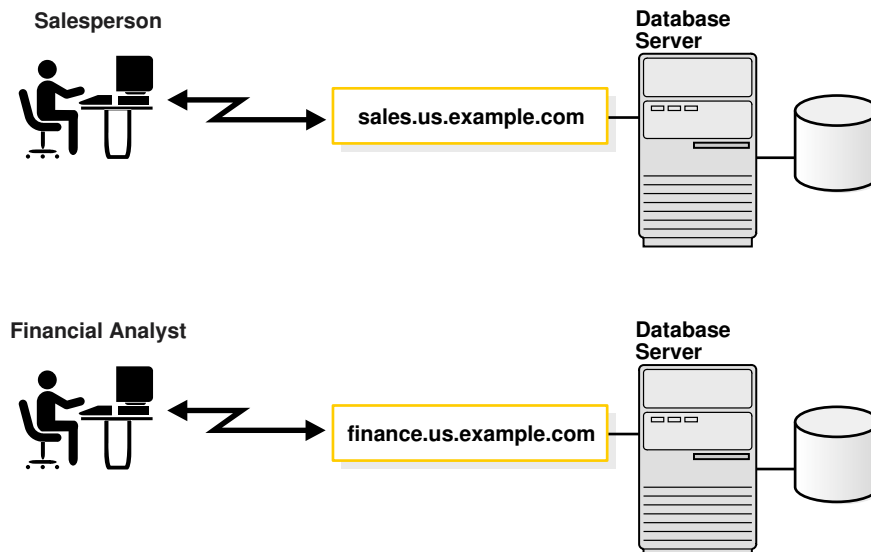 Salesperson
Database
Server
sales.us.example.com
Financial Analyst
Database
Server
finance.us.example.com